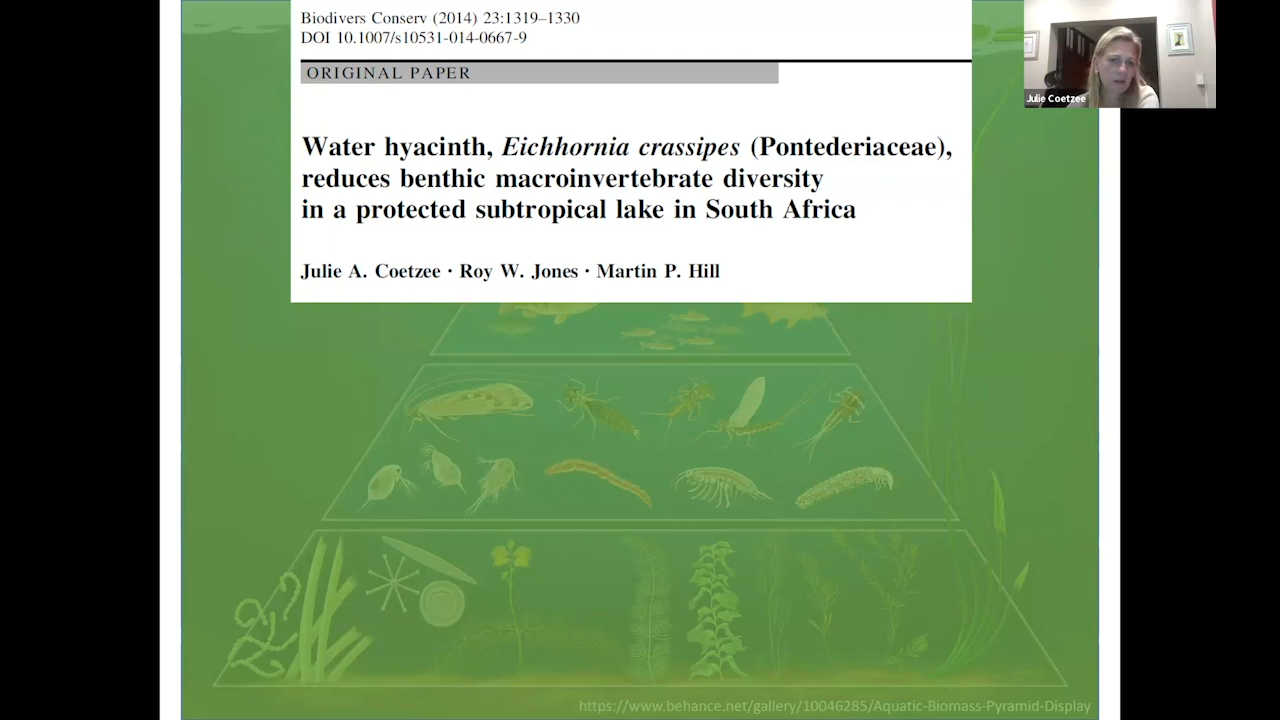 Biodivers Conserv (2014) 23:1319–1330
DOI 10.1007/s10531-014-0667-9
ORIGINAL PAPER
Water hyacinth, Eichhornia crassipes (Pontederiaceae),
reduces benthic macroinvertebrate diversity
in a protected subtropical lake in South Africa
Julie A. Coetzee · Roy W. Jones · Martin P. Hill
Julie Coetzee
https://www.behance.net/gallery/10046285/Aquatic-Biomass-Pyramid-Display